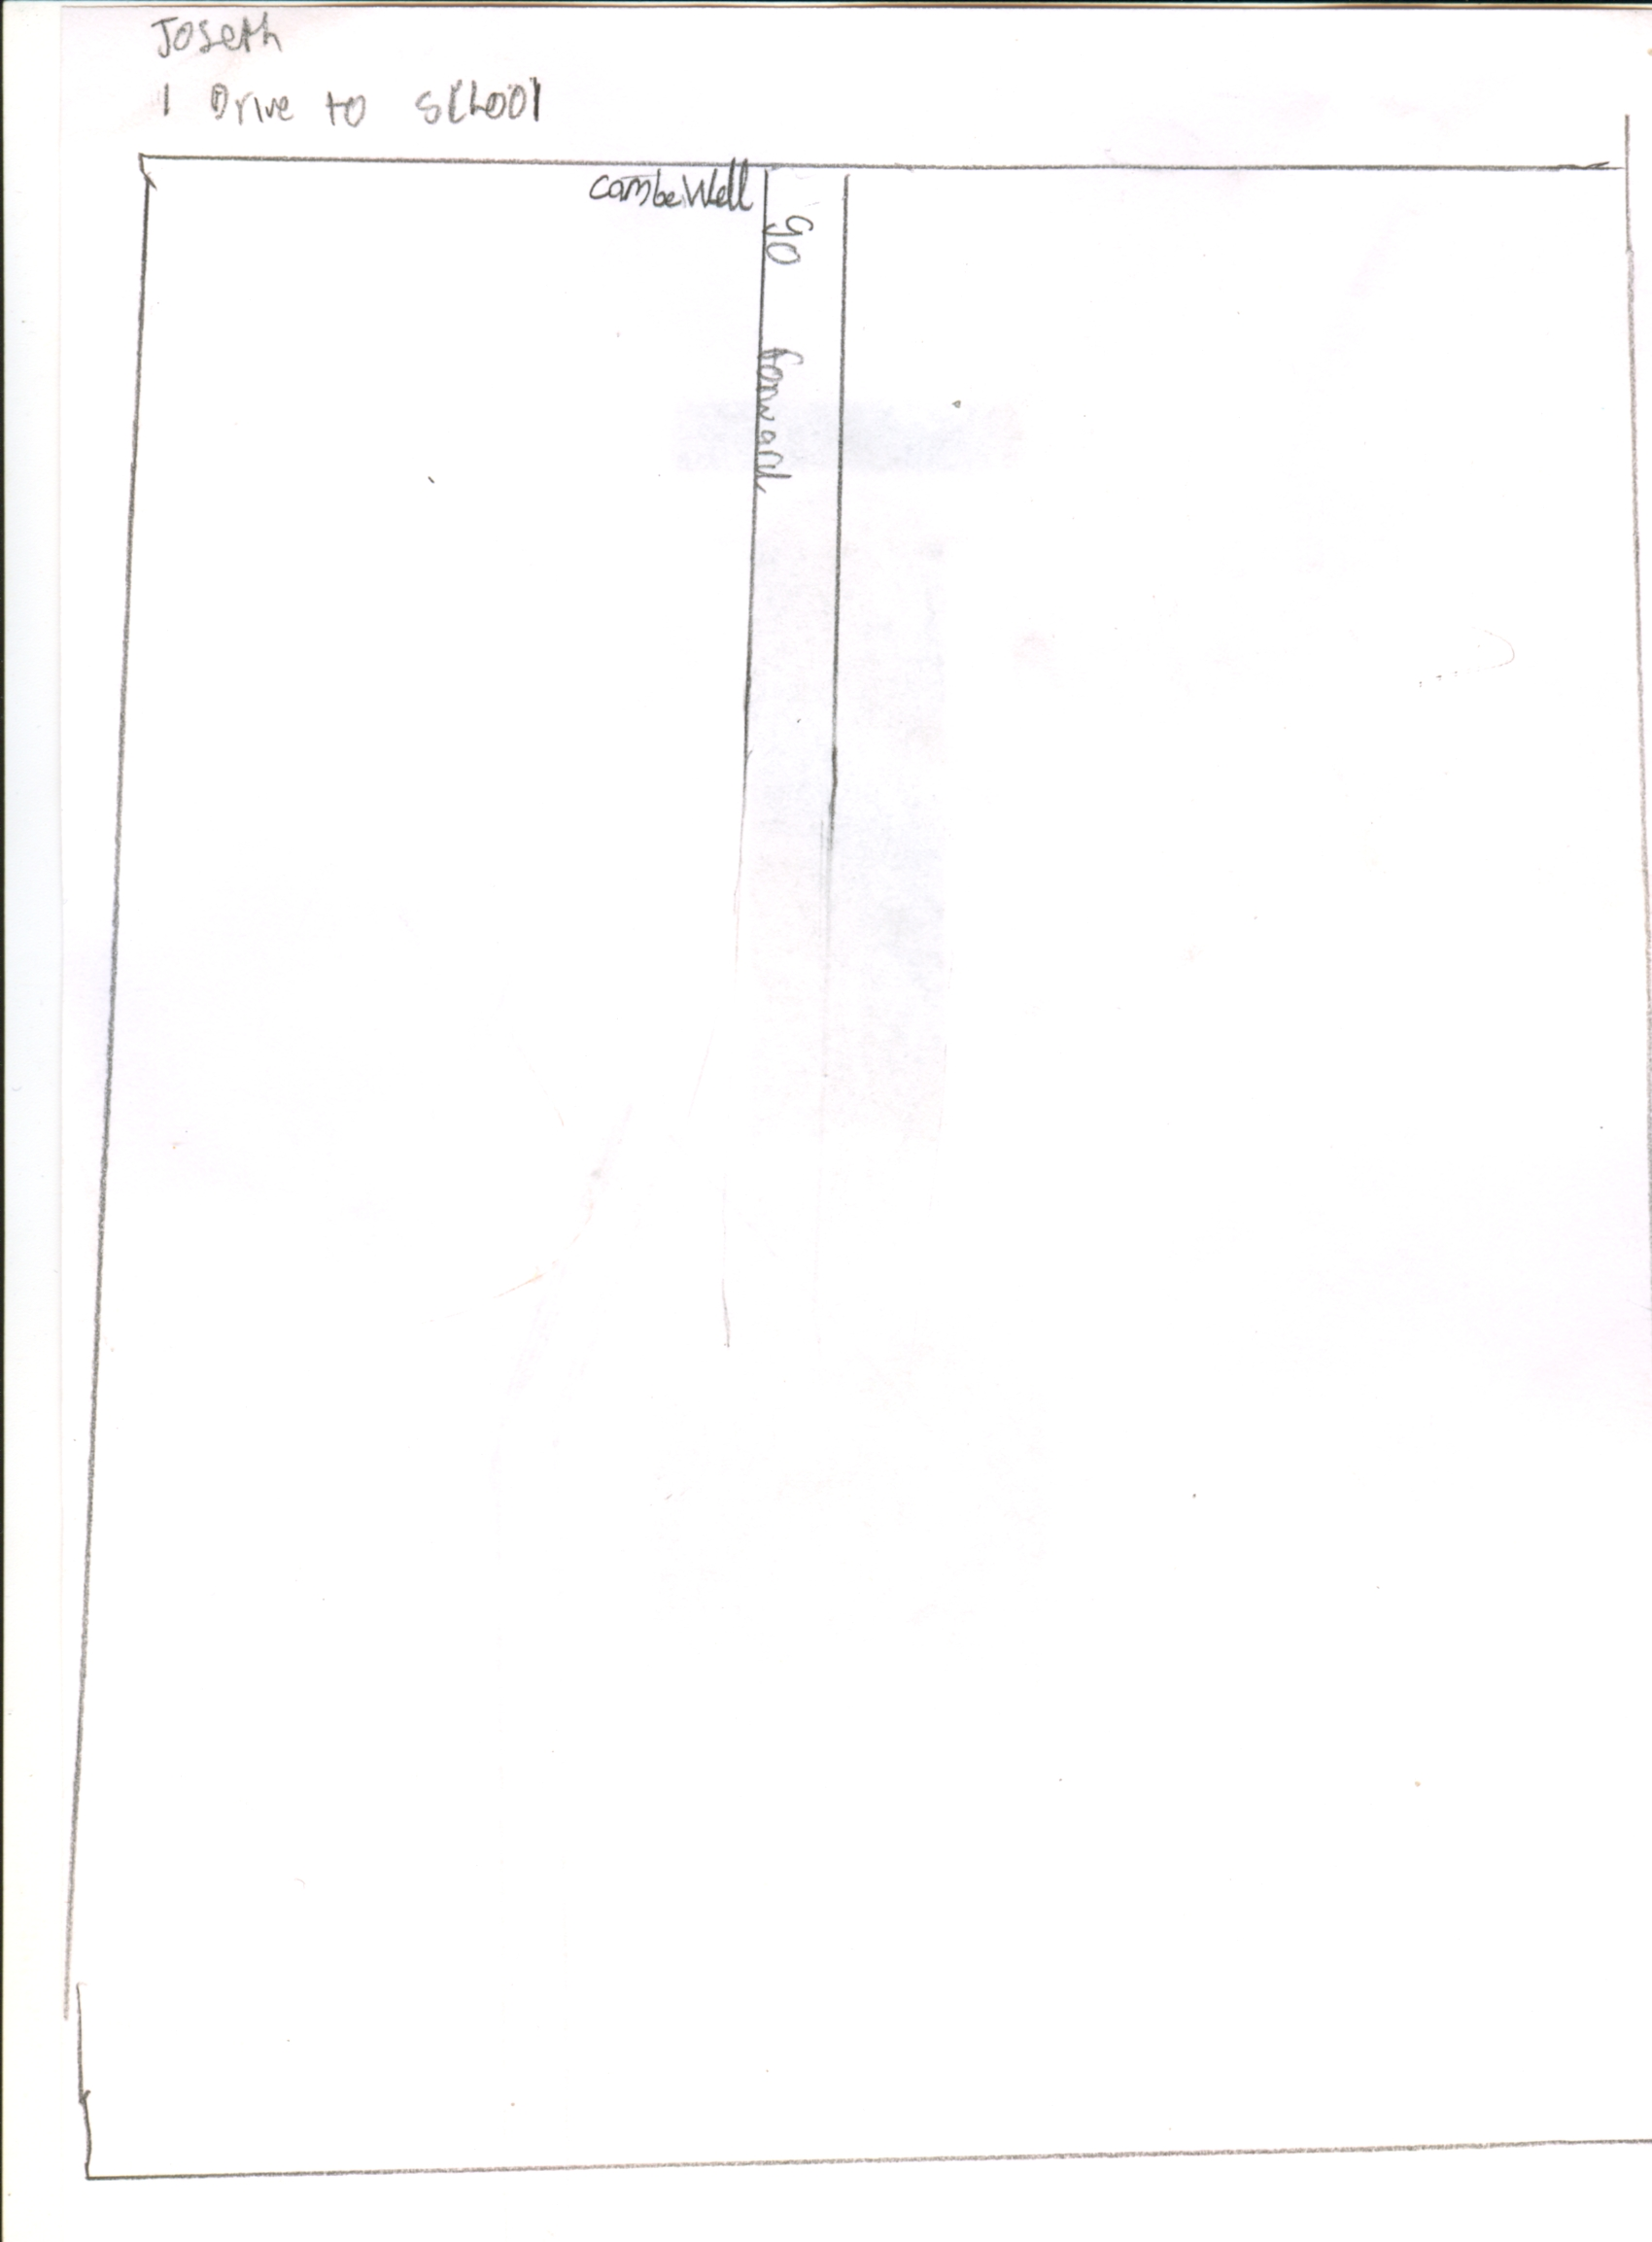 Joseph
I Drive to school
CambeWell
go forward